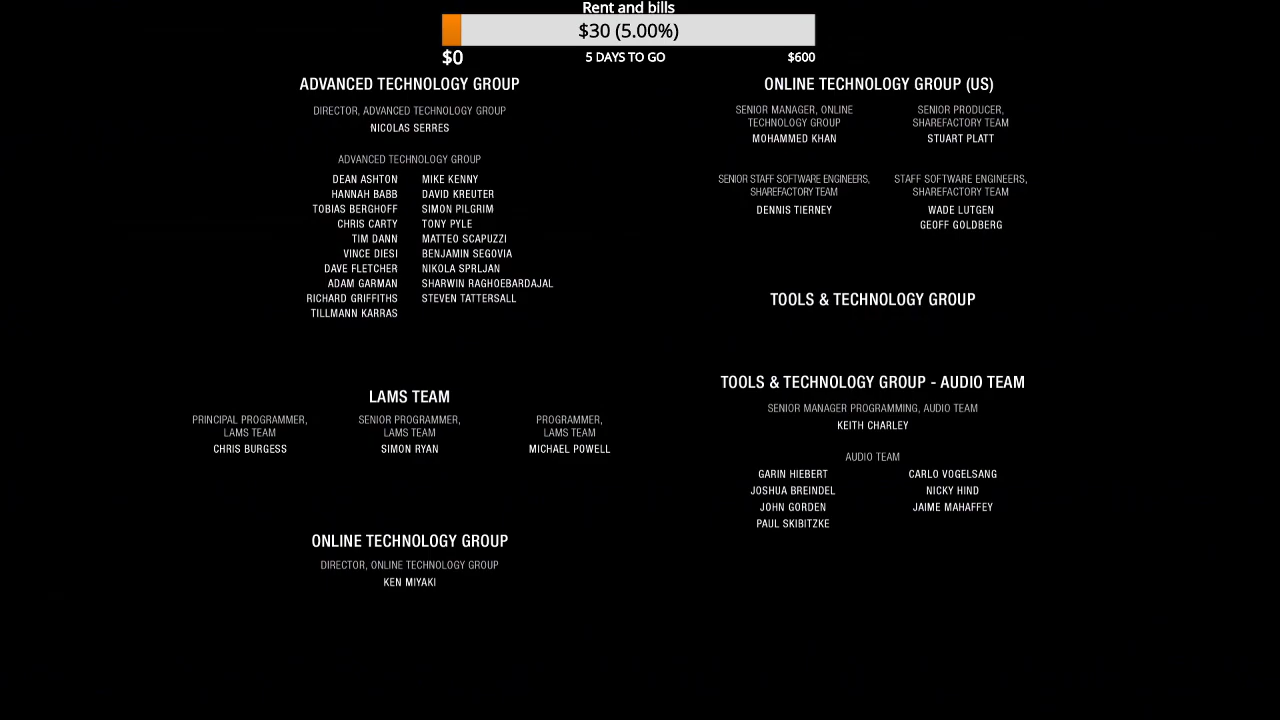 Rent and bills
$30 (5.00%)
$0
5 DAYS TO GO
$600
ADVANCED TECHNOLOGY GROUP
DIRECTOR, ADVANCED TECHNOLOGY GROUP
NICOLAS SERRES
ADVANCED TECHNOLOGY GROUP
DEAN ASHTON MIKE KENNY
HANNAH BABB DAVID KREUTER
TOBIAS BERGHOFF SIMON PILGRIM
CHRIS CARTY TONY PYLE
TIM DANN MATTEO SCAPUZZI
VINCE DIESI BENJAMIN SEGOVIA
DAVE FLETCHER NIKOLA SPRLJAN
ADAM GARMAN SHARWIN RAGHOEBARDAJAL
RICHARD GRIFFITHS STEVEN TATTERSALL
TILLMANN KARRAS
LAMS TEAM
PRINCIPAL PROGRAMMER,
LAMS TEAM
CHRIS BURGESS
SENIOR PROGRAMMER,
LAMS TEAM
SIMON RYAN
PROGRAMMER,
LAMS TEAM
MICHAEL POWELL
ONLINE TECHNOLOGY GROUP
DIRECTOR, ONLINE TECHNOLOGY GROUP
KEN MIYAKI
ONLINE TECHNOLOGY GROUP (US)
SENIOR MANAGER, ONLINE
TECHNOLOGY GROUP
MOHAMMED KHAN
SENIOR PRODUCER,
SHAREFACTORY TEAM
STUART PLATT
SENIOR STAFF SOFTWARE ENGINEERS,
SHAREFACTORY TEAM
DENNIS TIERNEY
STAFF SOFTWARE ENGINEERS,
SHAREFACTORY TEAM
WADE LUTGEN
GEOFF GOLDBERG
TOOLS & TECHNOLOGY GROUP
TOOLS & TECHNOLOGY GROUP - AUDIO TEAM
SENIOR MANAGER PROGRAMMING, AUDIO TEAM
KEITH CHARLEY
AUDIO TEAM
GARIN HIEBERT CARLO VOGELSANG
JOSHUA BREINDEL NICKY HIND
JOHN GORDEN JAIME MAHAFFEY
PAUL SKIBITZKE